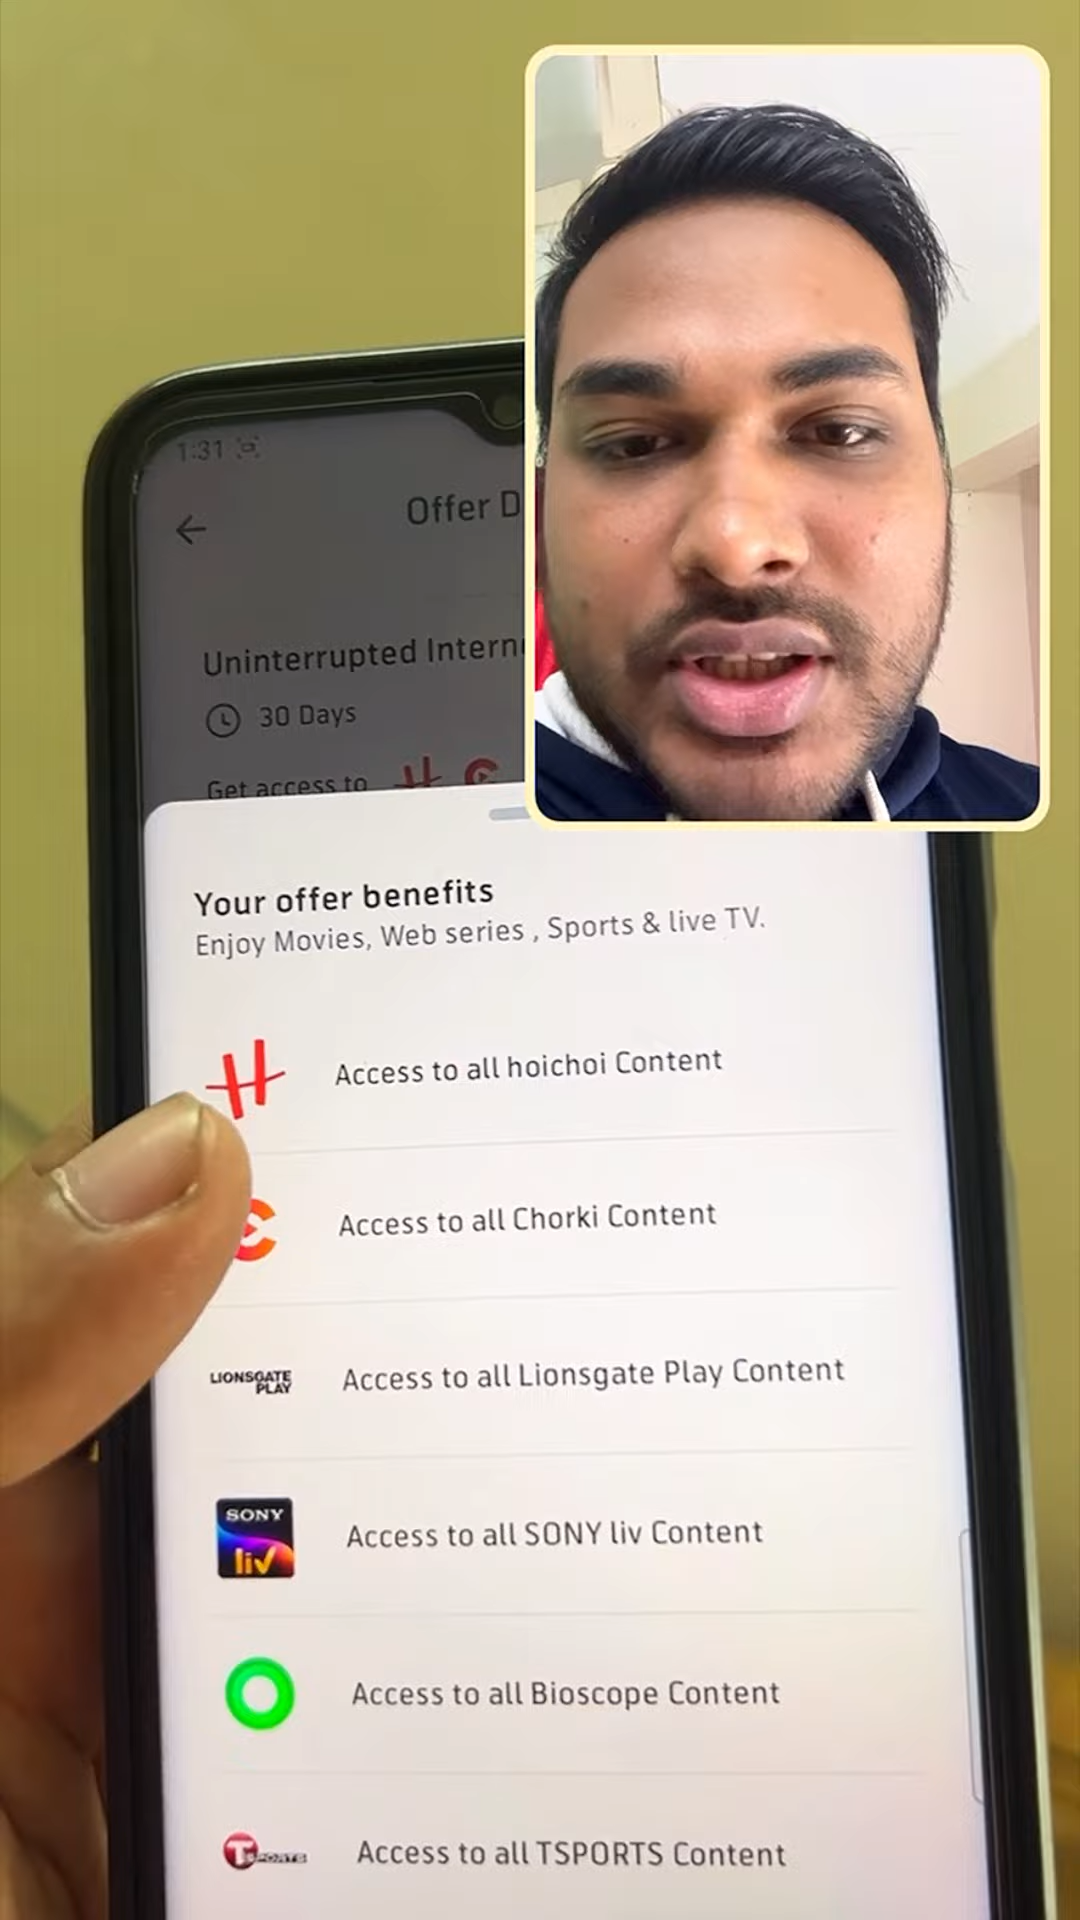 1:31
Offer D
Uninterrupted Intern
30 Days
Get access to
Your offer benefits
Enjoy Movies, Web series , Sports & live TV.
Access to all hoichoi Content
Access to all Chorki Content
LIONSGATE
PLAY
Access to all Lionsgate Play Content
SONY
liv
Access to all SONY liv Content
Access to all Bioscope Content
T SPORTS
Access to all TSPORTS Content